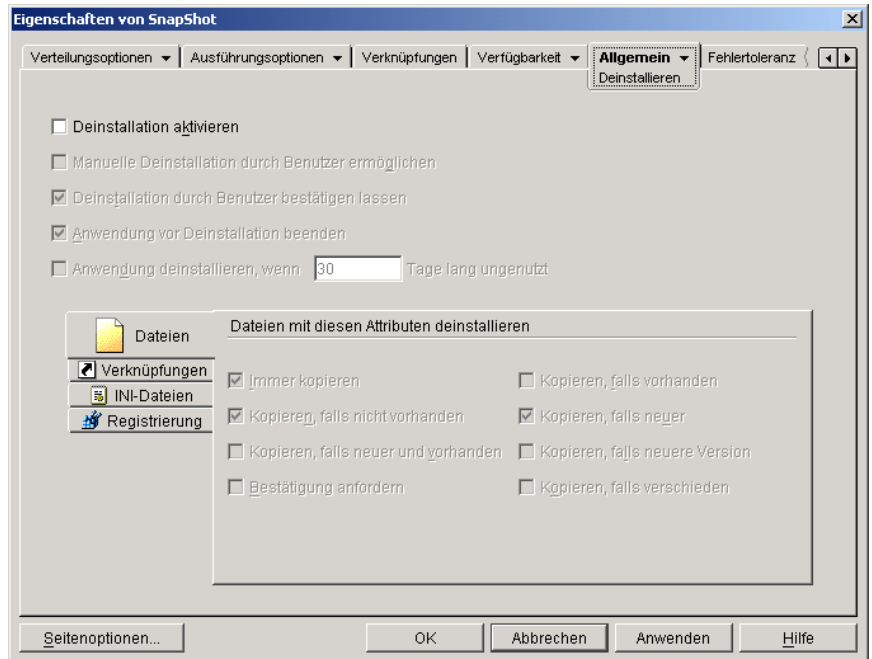 Eigenschaften von SnapShot
Verteilungsoptionen Ausführungsoptionen Verknüpfungen Verfügbarkeit Allgemein Fehlertoleranz
Deinstallieren
Deinstallation aktivieren
Manuelle Deinstallation durch Benutzer ermöglichen
Deinstallation durch Benutzer bestätigen lassen
Anwendung vor Deinstallation beenden
Anwendung deinstallieren, wenn 30 Tage lang ungenutzt
Dateien
Verknüpfungen
INI-Dateien
Registrierung
Dateien mit diesen Attributen deinstallieren
Immer kopieren Kopieren, falls vorhanden
Kopieren, falls nicht vorhanden Kopieren, falls neuer
Kopieren, falls neuer und vorhanden Kopieren, falls neuere Version
Bestätigung anfordern Kopieren, falls verschieden
Seitenoptionen... OK Abbrechen Anwenden Hilfe